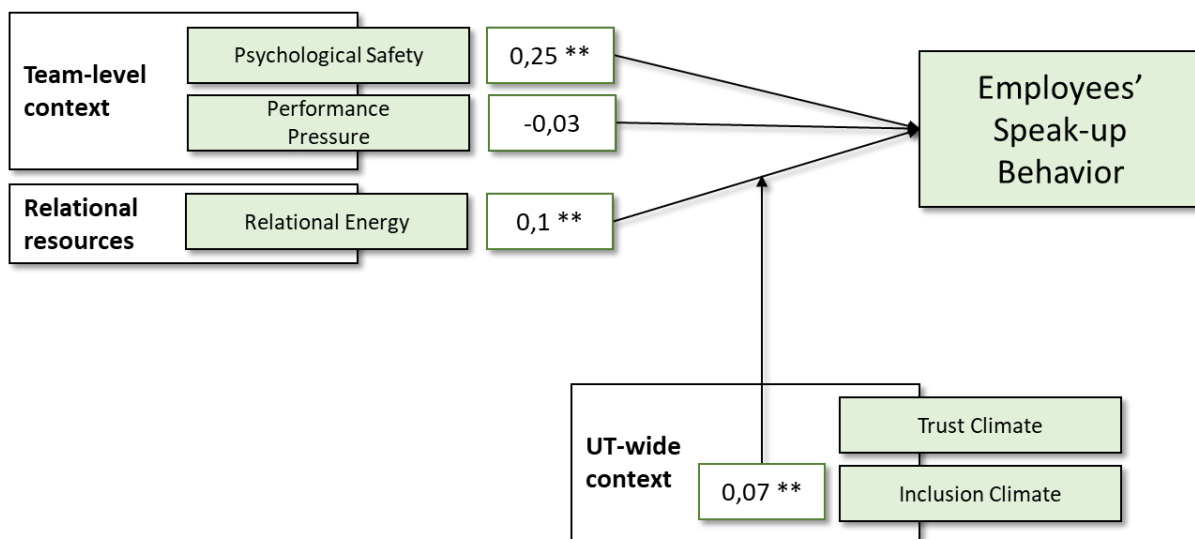 Team-level
context
Psychological Safety
0,25 **
Performance
Pressure
-0,03
Relational
resources
Relational Energy
0,1 **
Employees’
Speak-up
Behavior
UT-wide
context
0,07 **
Trust Climate
Inclusion Climate